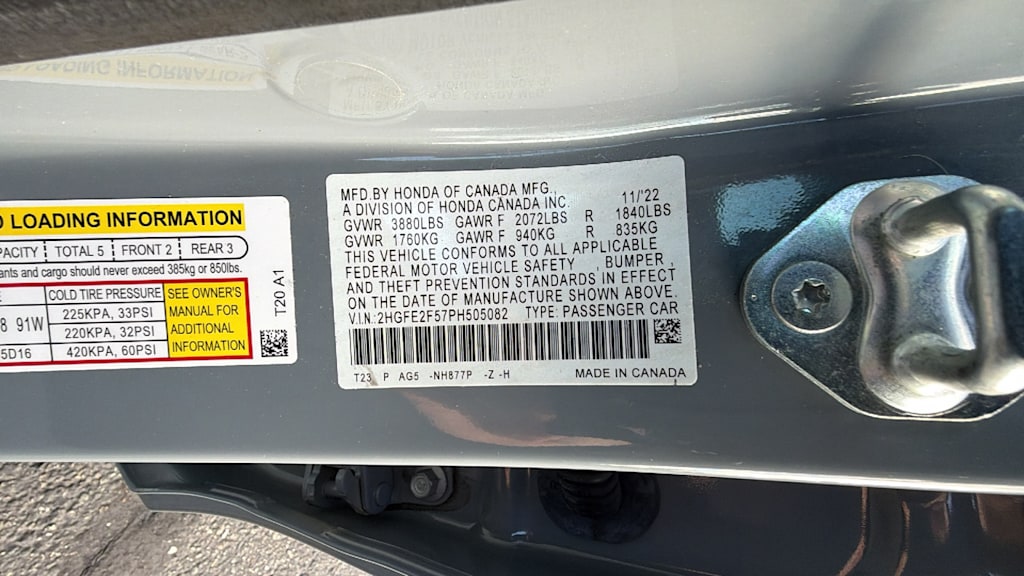 LOADING INFORMATION
TOTAL 5 FRONT 2 REAR 3
and cargo should never exceed 385kg or 850lbs.
COLD TIRE PRESSURE
SEE OWNER'S
MANUAL FOR
ADDITIONAL
INFORMATION
91W 225KPA, 33PSI
220KPA, 32PSI
420KPA, 60PSI
T20 A1
MFD.BY HONDA OF CANADA MFG., 11/'22
A DIVISION OF HONDA CANADA INC.
GVWR 3880LBS GAWR F 2072LBS R 1840LBS
GVWR 1760KG GAWR F 940KG R 835KG
THIS VEHICLE CONFORMS TO ALL APPLICABLE
FEDERAL MOTOR VEHICLE SAFETY , BUMPER ,
AND THEFT PREVENTION STANDARDS IN EFFECT
ON THE DATE OF MANUFACTURE SHOWN ABOVE.
V.I.N.:2HGFE2F57PH505082 TYPE: PASSENGER CAR
T23 P AG5 -NH877P -Z -H MADE IN CANADA